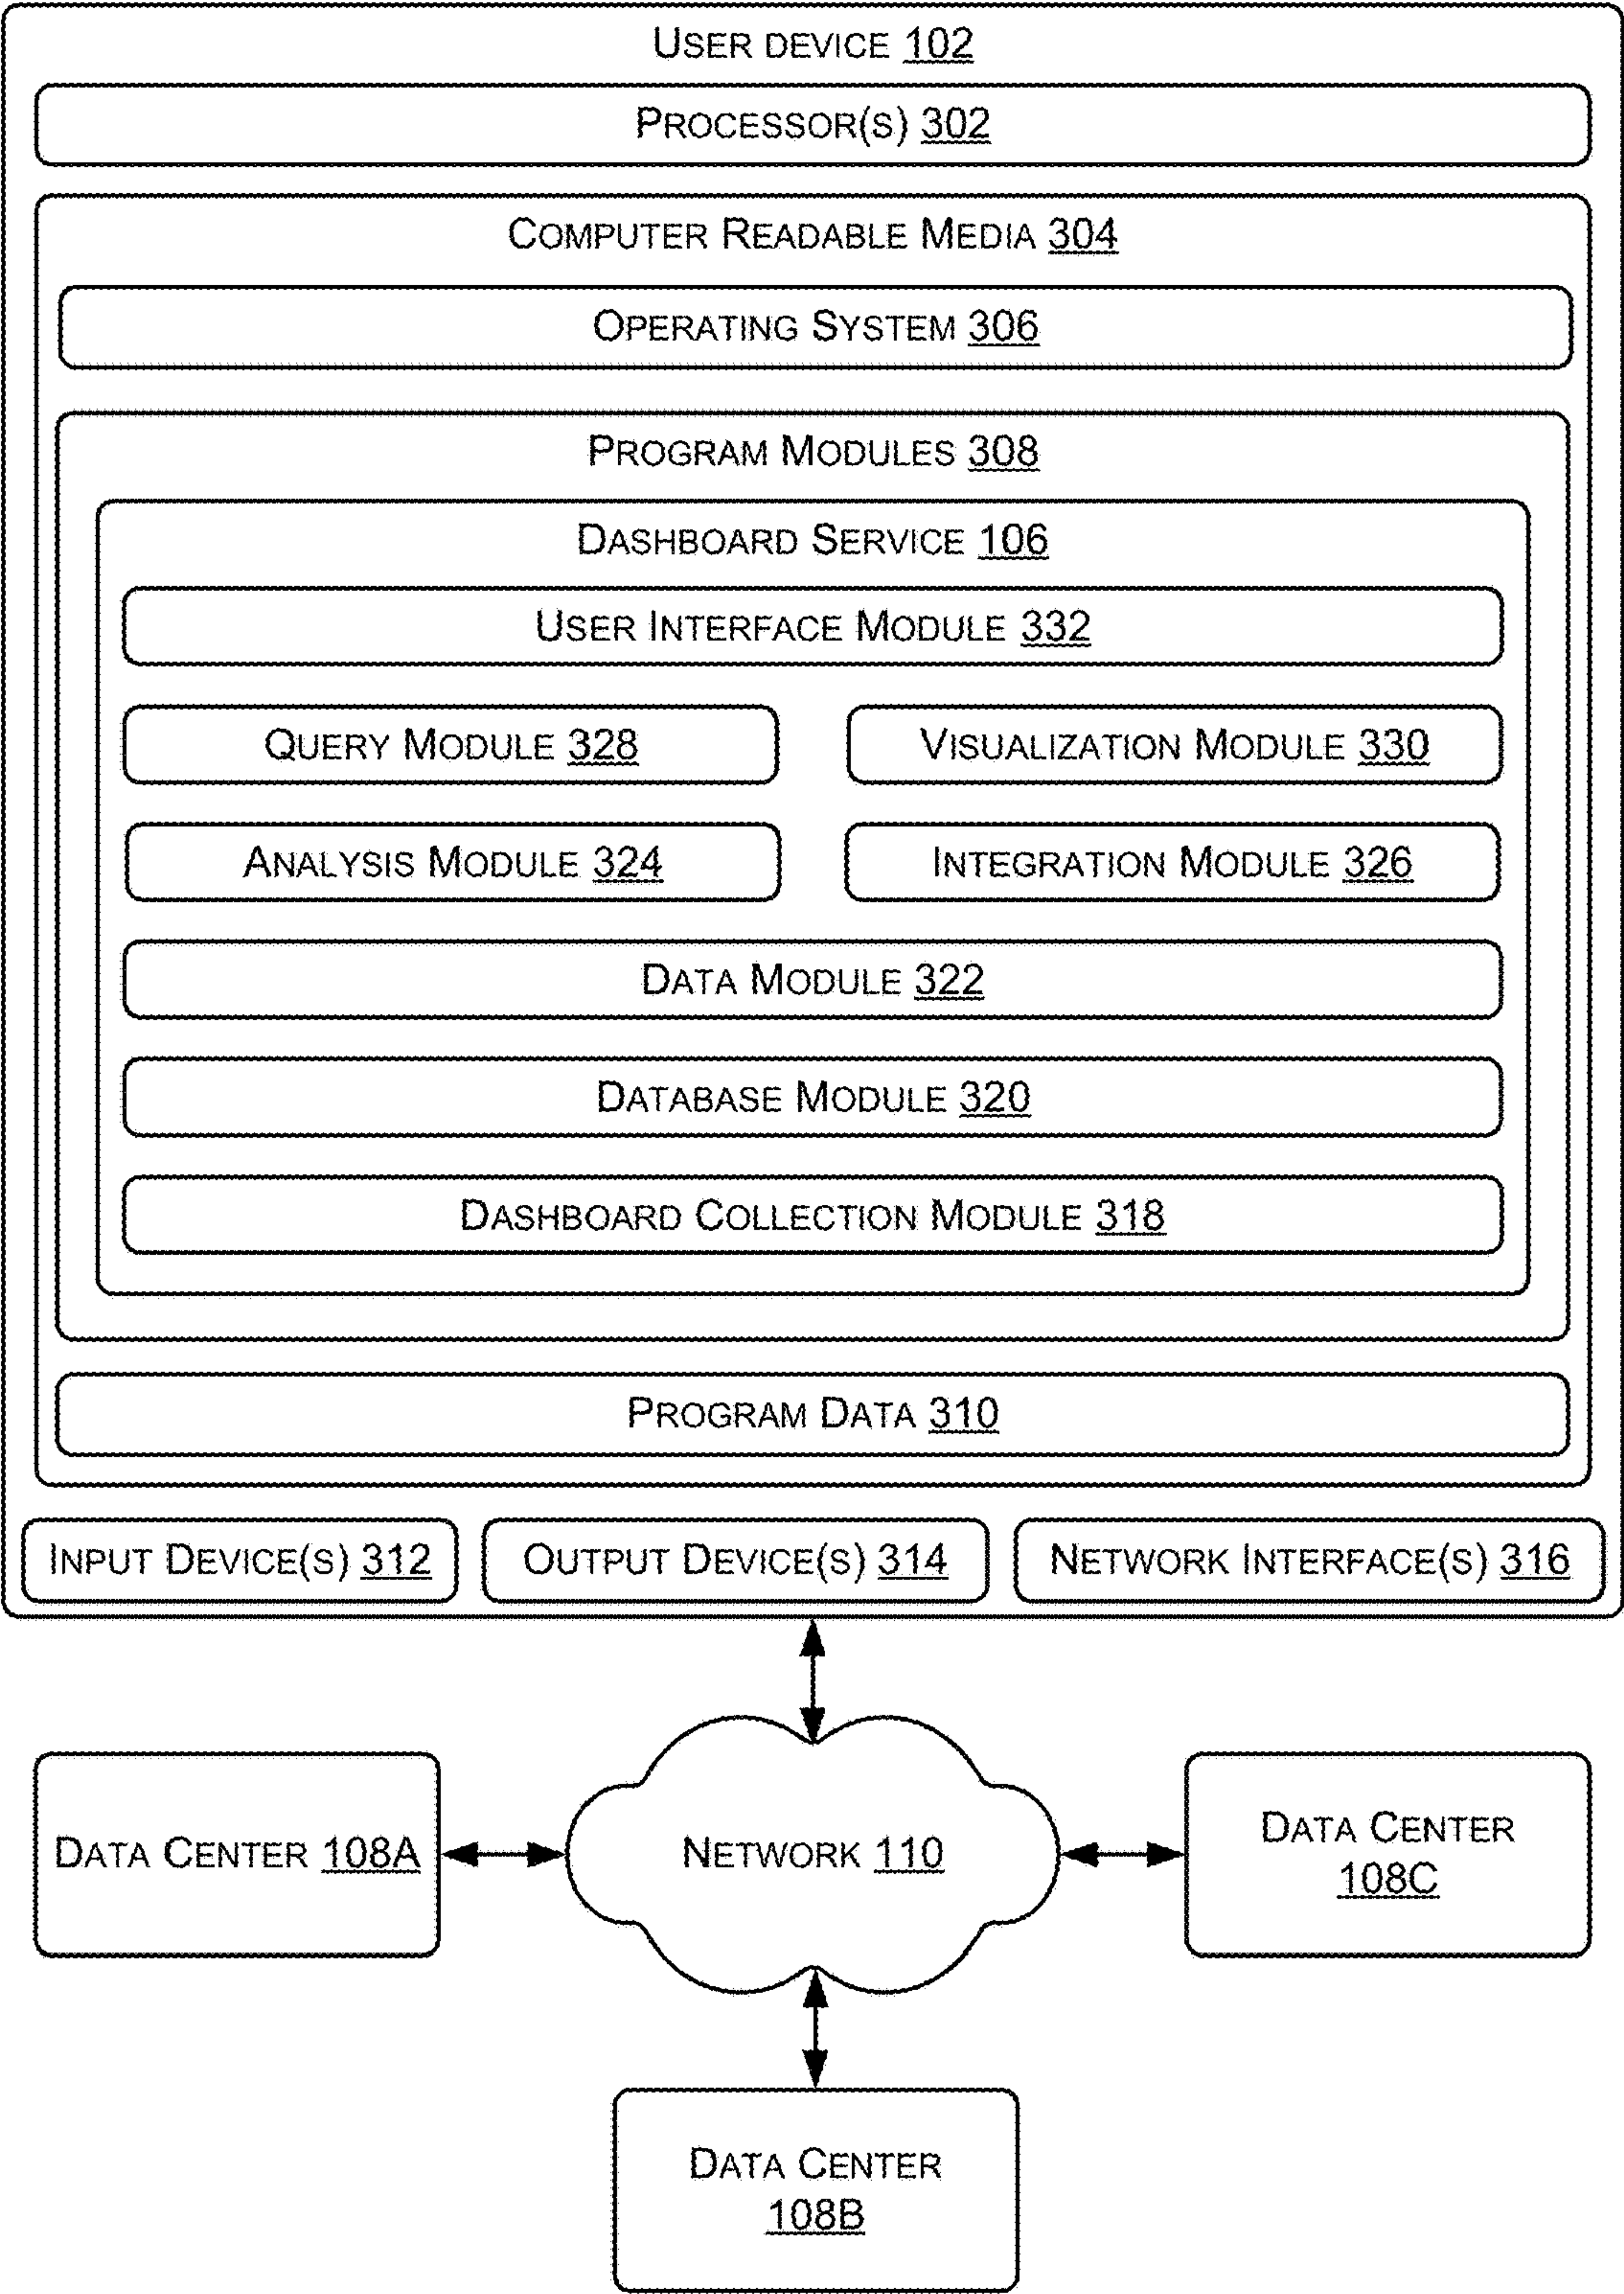 User device 102
Processor(s) 302
Computer Readable Media 304
Operating System 306
Program Modules 308
Dashboard Service 106
User Interface Module 332
Query Module 328
Visualization Module 330
Analysis Module 324
Integration Module 326
Data Module 322
Database Module 320
Dashboard Collection Module 318
Program Data 310
Input Device(s) 312
Output Device(s) 314
Network Interface(s) 316
Data Center 108A
Network 110
Data Center
108C
Data Center
108B